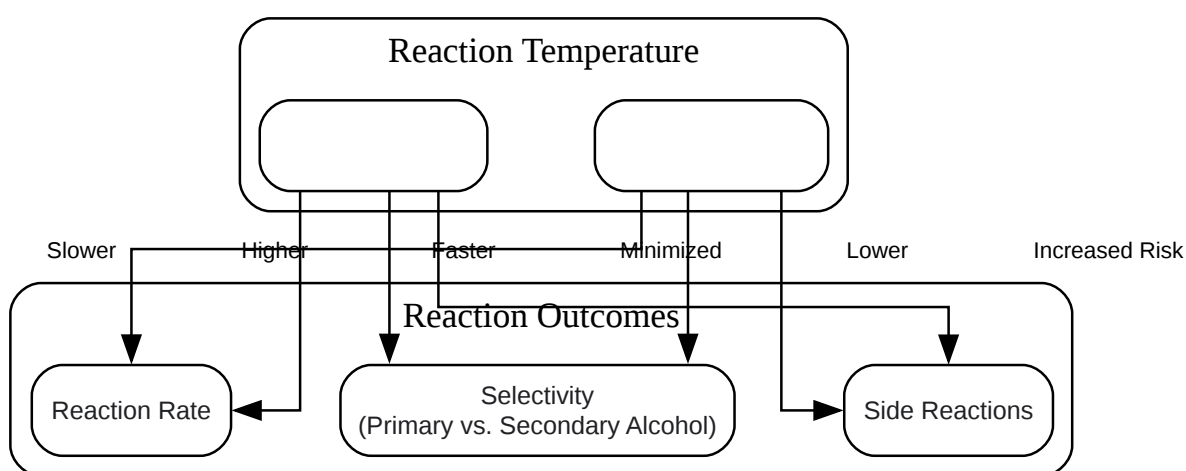 Reaction Temperature
Slower
Higher
Faster
Minimized
Lower
Increased Risk
Reaction Outcomes
Reaction Rate
Selectivity
(Primary vs. Secondary Alcohol)
Side Reactions